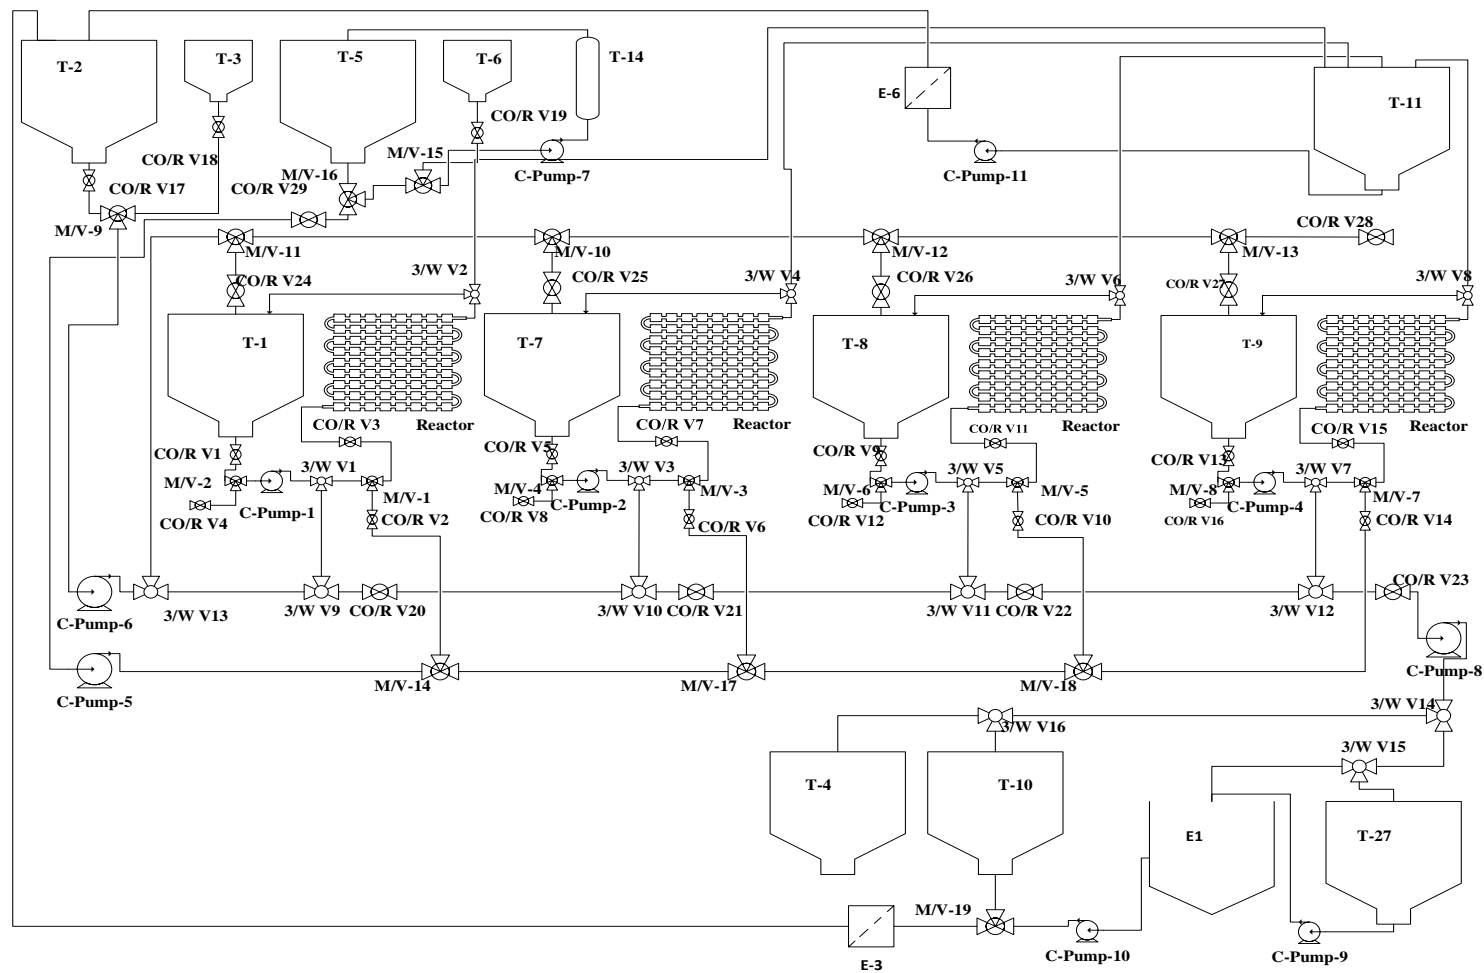 T-2
T-3
T-5
T-6
T-14
E-6
T-11
CO/R V19
CO/R V18
M/V-15
C-Pump-7
C-Pump-11
M/V-16
CO/R V17
CO/R V29
M/V-9
CO/R V28
M/V-11
M/V-10
M/V-12
M/V-13
3/W V2
3/W V4
3/W V6
3/W V8
CO/R V24
CO/R V25
CO/R V26
CO/R V27
T-1
T-7
T-8
T-9
CO/R V3
Reactor
CO/R V7
Reactor
CO/R V11
Reactor
CO/R V15
Reactor
CO/R V1
CO/R V5
CO/R V9
CO/R V13
3/W V1
3/W V3
3/W V5
3/W V7
M/V-2
M/V-1
M/V-4
M/V-3
M/V-6
M/V-5
M/V-8
M/V-7
CO/R V4
C-Pump-1
CO/R V2
CO/R V8
C-Pump-2
CO/R V6
CO/R V12
C-Pump-3
CO/R V10
CO/R V16
C-Pump-4
CO/R V14
CO/R V23
C-Pump-6
3/W V13
3/W V9
CO/R V20
3/W V10
CO/R V21
3/W V11
CO/R V22
3/W V12
C-Pump-8
C-Pump-5
M/V-14
M/V-17
M/V-18
3/W V14
3/W V16
3/W V15
T-4
T-10
E1
T-27
M/V-19
C-Pump-10
C-Pump-9
E-3